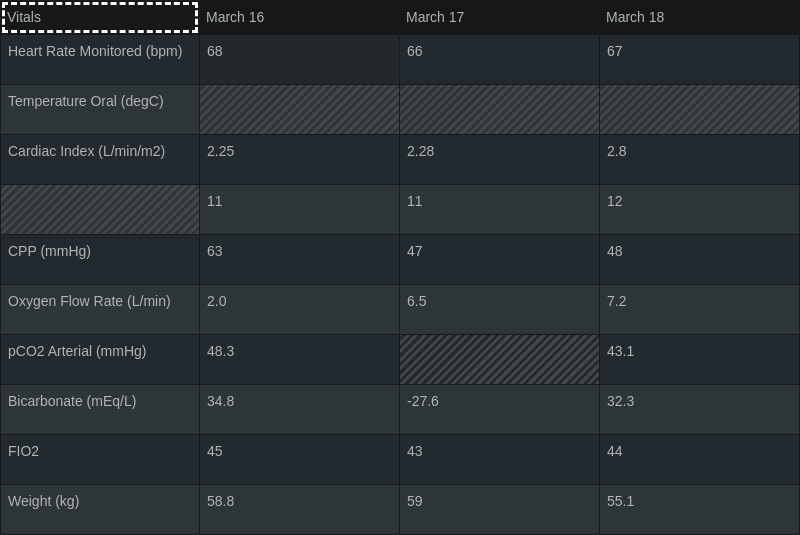 Vitals March 16 March 17 March 18
Heart Rate Monitored (bpm) 68 66 67
Temperature Oral (degC)
Cardiac Index (L/min/m2) 2.25 2.28 2.8
11 11 12
CPP (mmHg) 63 47 48
Oxygen Flow Rate (L/min) 2.0 6.5 7.2
pCO2 Arterial (mmHg) 48.3 43.1
Bicarbonate (mEq/L) 34.8 -27.6 32.3
FIO2 45 43 44
Weight (kg) 58.8 59 55.1